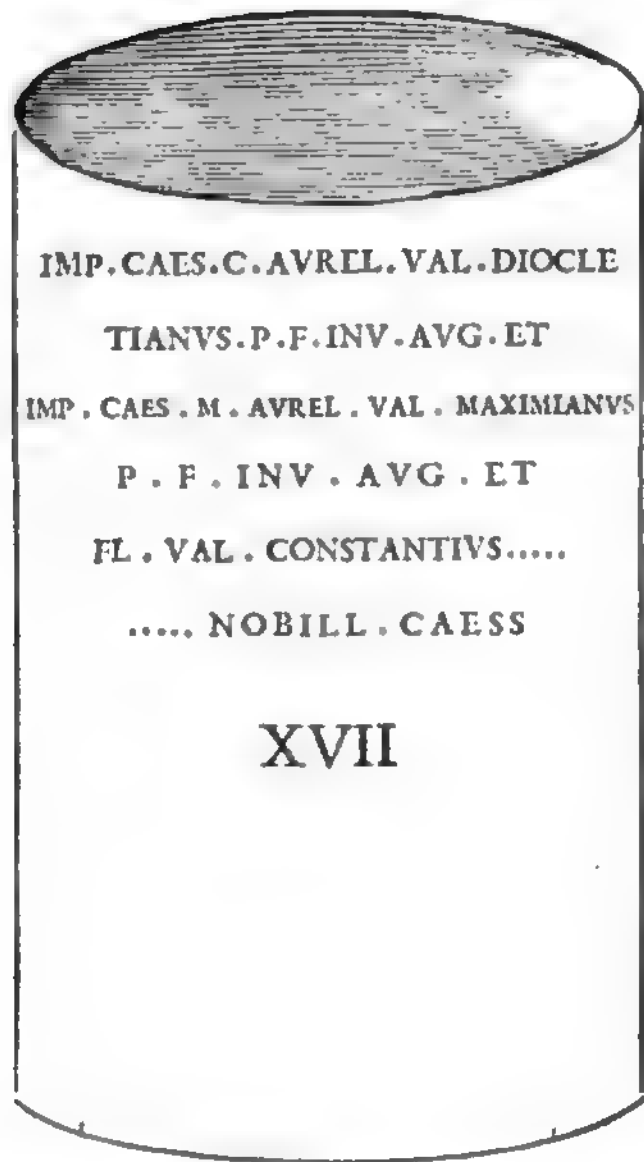 IMP.CAES.C.AVREL.VAL.DIOCLE
TIANVS.P.F.INV.AVG.ET
IMP.CAES.M.AVREL.VAL.MAXIMIANVS
P.F.INV.AVG.ET
FL.VAL.CONSTANTIVS.....
.....NOBILL.CAESS
XVII